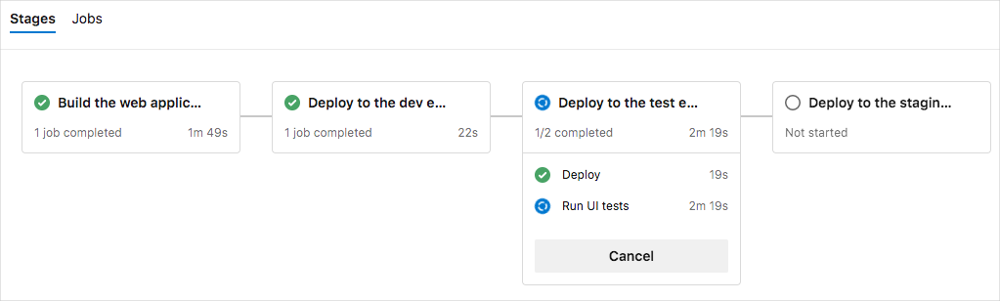 Stages Jobs
Build the web applic... Deploy to the dev e... Deploy to the test e... Deploy to the stagin...
1 job completed 1m 49s 1 job completed 22s 1/2 completed 2m 19s Not started
Deploy 19s
Run UI tests 2m 19s
Cancel